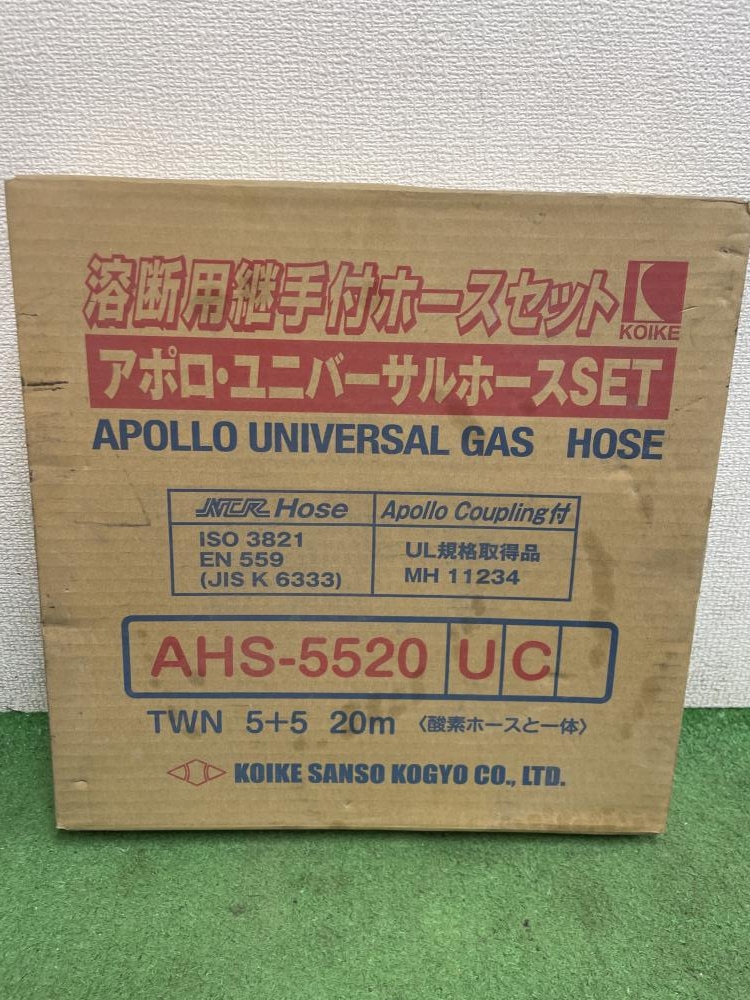 溶断用継手付ホースセット
KOIKE
アポロ・ユニバーサルホースSET
APOLLO UNIVERSAL GAS HOSE
NCR Hose
Apollo Coupling付
ISO 3821
EN 559
(JIS K 6333)
UL規格取得品
MH 11234
AHS-5520 U C
TWN 5+5 20m 〈酸素ホースと一体〉
KOIKE SANSO KOGYO CO., LTD.